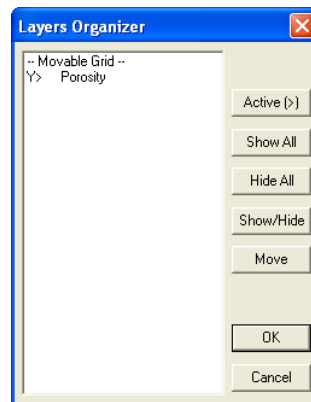 Layers Organizer
-- Movable Grid --
Y> Porosity
Active (>)
Show All
Hide All
Show/Hide
Move
OK
Cancel